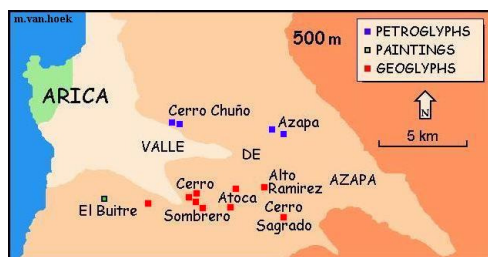 m.van.hoek
500 m
PETROGLYPHS
PAINTINGS
GEOGLYPHS
ARICA
N
5 km
Cerro Chuño
Azapa
VALLE
DE
AZAPA
Alto
Ramirez
Cerro
Sombrero
Atoca
El Buitre
Cerro
Sagrado